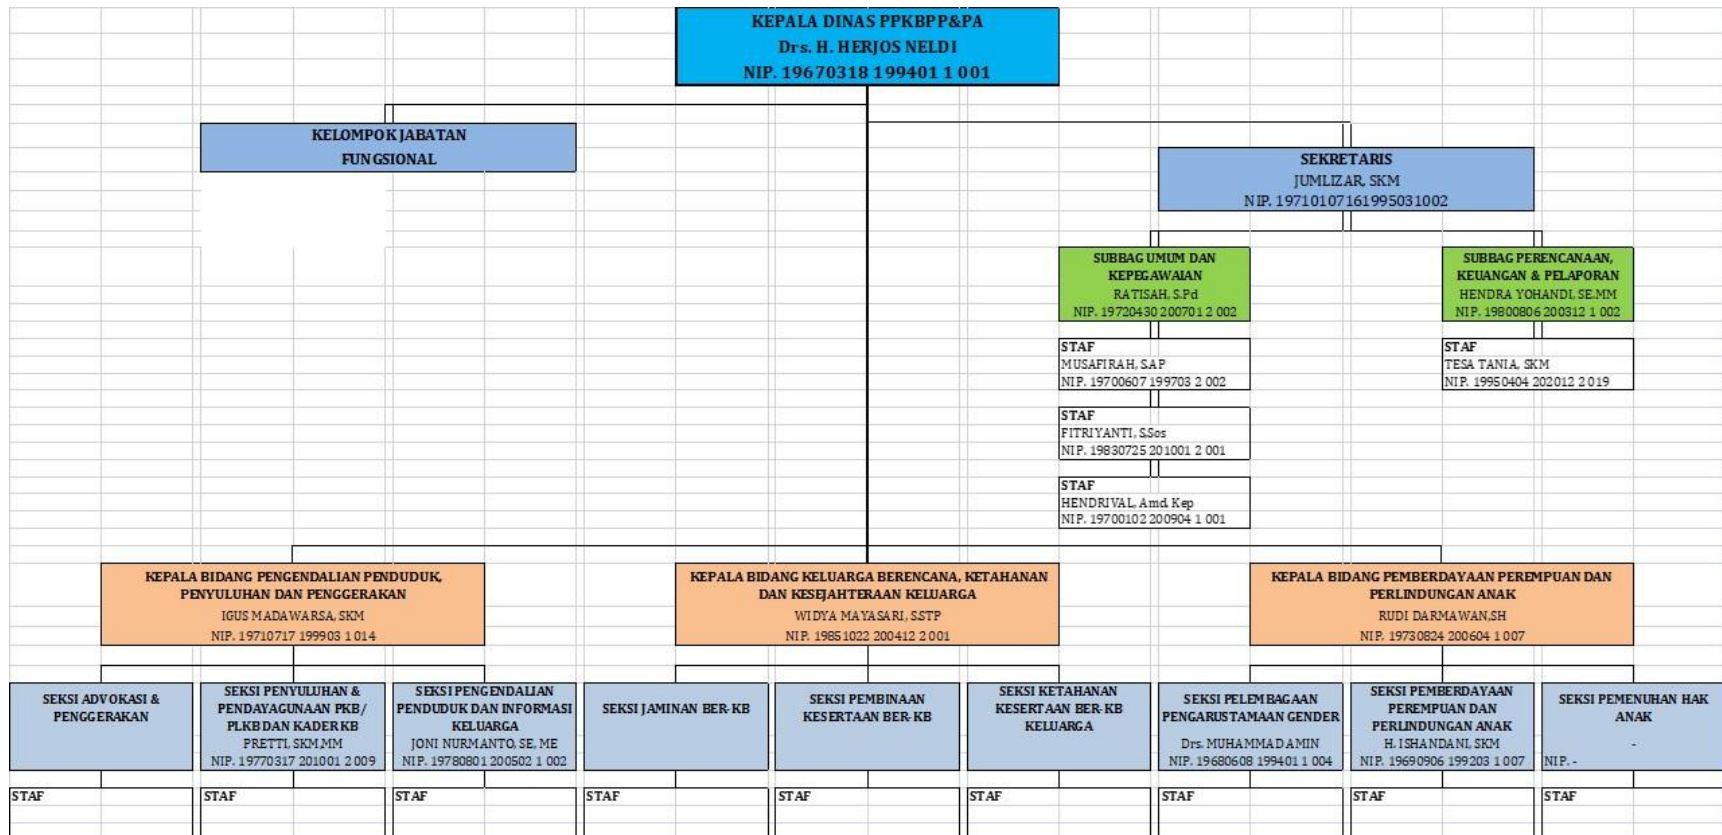 KEPALA DINAS PPKBPP&PA
Drs. H. HERJOS NELDI
NIP. 19670318 199401 1 001
KELOMPOK JABATAN
FUNGSIONAL
SEKRETARIS
JUMLIZAR, SKM
NIP. 19710107161995031002
SUBBAG UMUM DAN
KEPEGAWAIAN
RATISAH, S.Pd
NIP. 19720430 200701 2 002
SUBBAG PERENCANAAN,
KEUANGAN & PELAPORAN
HENDRA YOHANDI, SE.MM
NIP. 19800806 200312 1 002
STAF
MUSAFIRAH, S.AP
NIP. 19700607 199703 2 002
STAF
TESA TANIA, SKM
NIP. 19950404 202012 2 019
STAF
FITRIYANTI, S.Sos
NIP. 19830725 201001 2 001
STAF
HENDRIVAL, Amd. Kep
NIP. 19700102 200904 1 001
KEPALA BIDANG PENGENDALIAN PENDUDUK,
PENYULUHAN DAN PENGGERAKAN
IGUS MADAWARSA, SKM
NIP. 19710717 199903 1 014
KEPALA BIDANG KELUARGA BERENCANA, KETAHANAN
DAN KESEJAHTERAAN KELUARGA
WIDYA MAYASARI, S.STP
NIP. 19851022 200412 2 001
KEPALA BIDANG PEMBERDAYAAN PEREMPUAN DAN
PERLINDUNGAN ANAK
RUDI DARMAWAN,SH
NIP. 19730824 200604 1 007
SEKSI ADVOKASI &
PENGGERAKAN
SEKSI PENYULUHAN &
PENDAYAGUNAAN PKB/
PLKB DAN KADER KB
PRETTI, SKM,MM
NIP. 19770317 201001 2 009
SEKSI PENGENDALIAN
PENDUDUK DAN INFORMASI
KELUARGA
JONI NURMANTO, SE, ME
NIP. 19780801 200502 1 002
SEKSI JAMINAN BER-KB
SEKSI PEMBINAAN
KESERTAAN BER-KB
SEKSI KETAHANAN
KESERTAAN BER-KB
KELUARGA
SEKSI PELEMBAGAAN
PENGARUSTAMAAN GENDER
Drs. MUHAMMAD AMIN
NIP. 19680608 199401 1 004
SEKSI PEMBERDAYAAN
PEREMPUAN DAN
PERLINDUNGAN ANAK
H. ISHANDANI, SKM
NIP. 19690906 199203 1 007
SEKSI PEMENUHAN HAK
ANAK
-
NIP. -
STAF
STAF
STAF
STAF
STAF
STAF
STAF
STAF
STAF